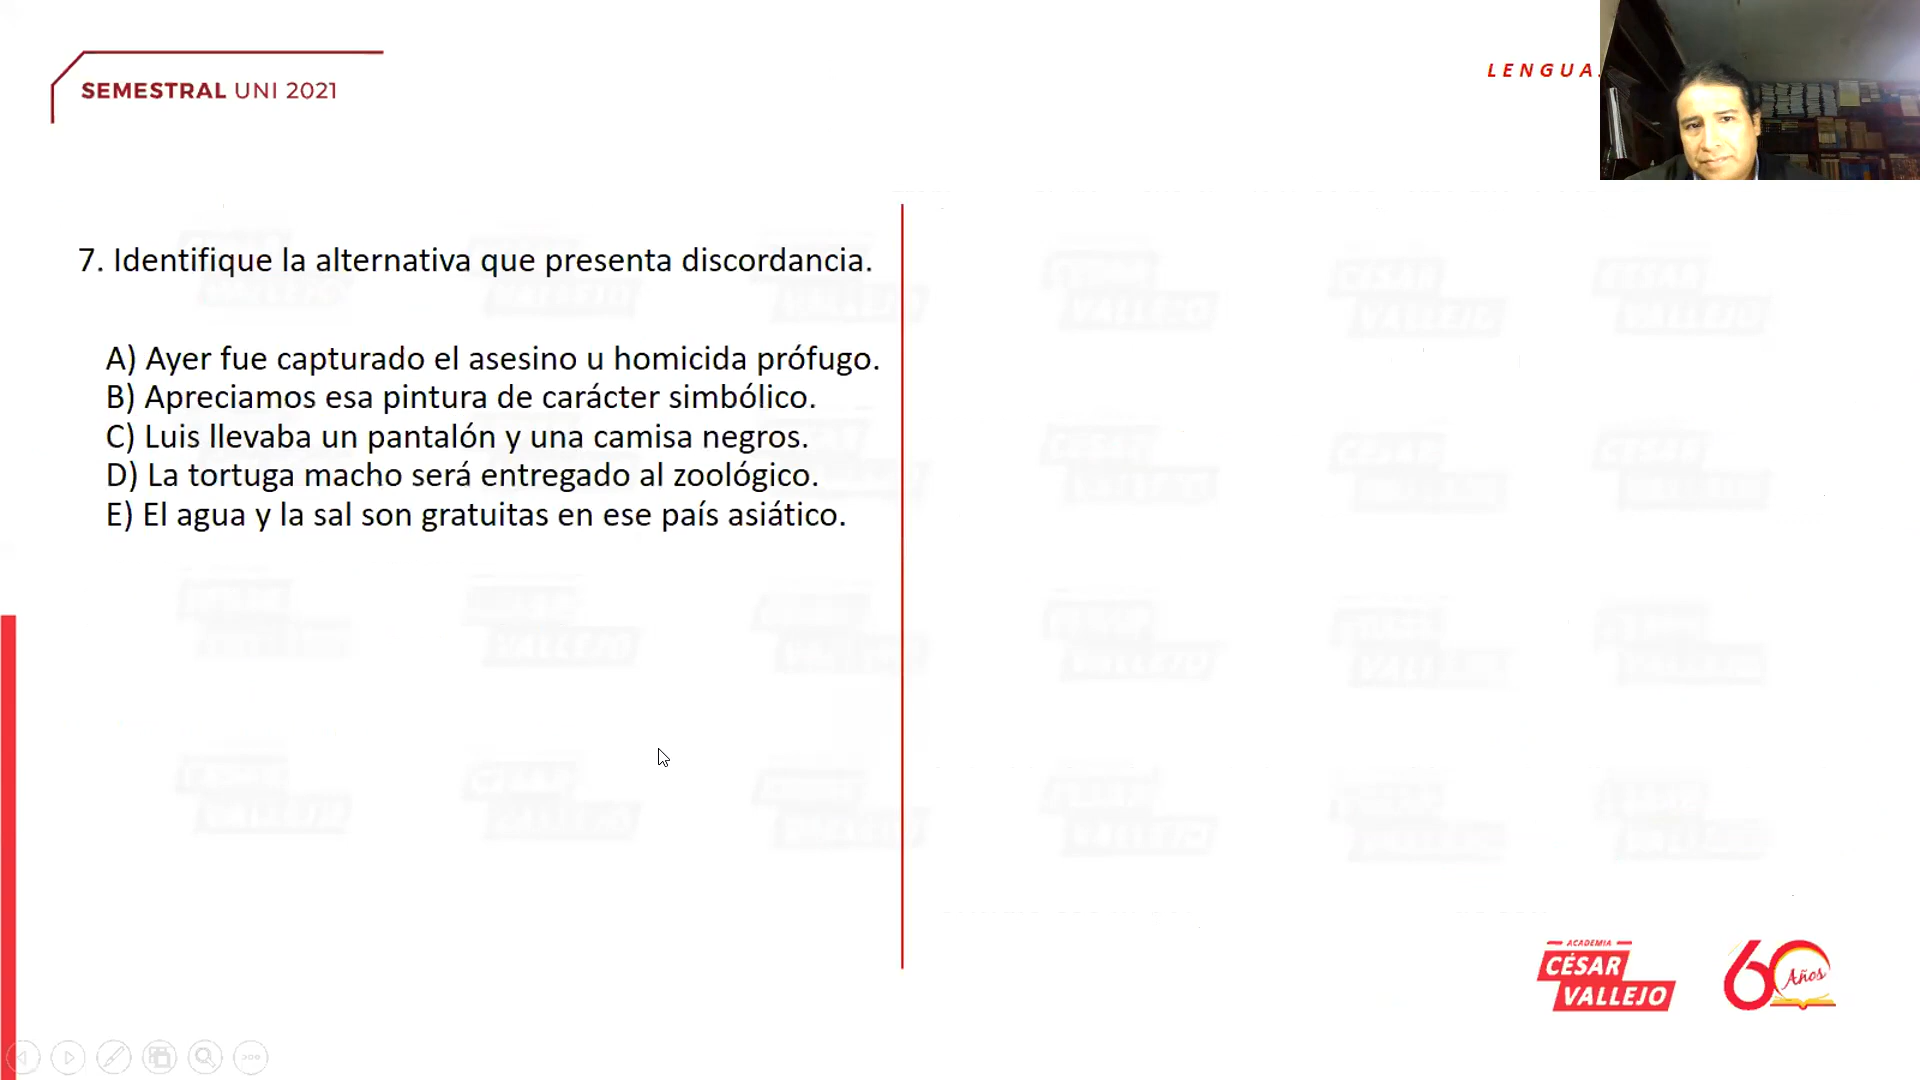 SEMESTRAL UNI 2021
LENGUA
7. Identifique la alternativa que presenta discordancia.
A) Ayer fue capturado el asesino u homicida prófugo.
B) Apreciamos esa pintura de carácter simbólico.
C) Luis llevaba un pantalón y una camisa negros.
D) La tortuga macho será entregado al zoológico.
E) El agua y la sal son gratuitas en ese país asiático.
ACADEMIA
CÉSAR
VALLEJO
60
Años